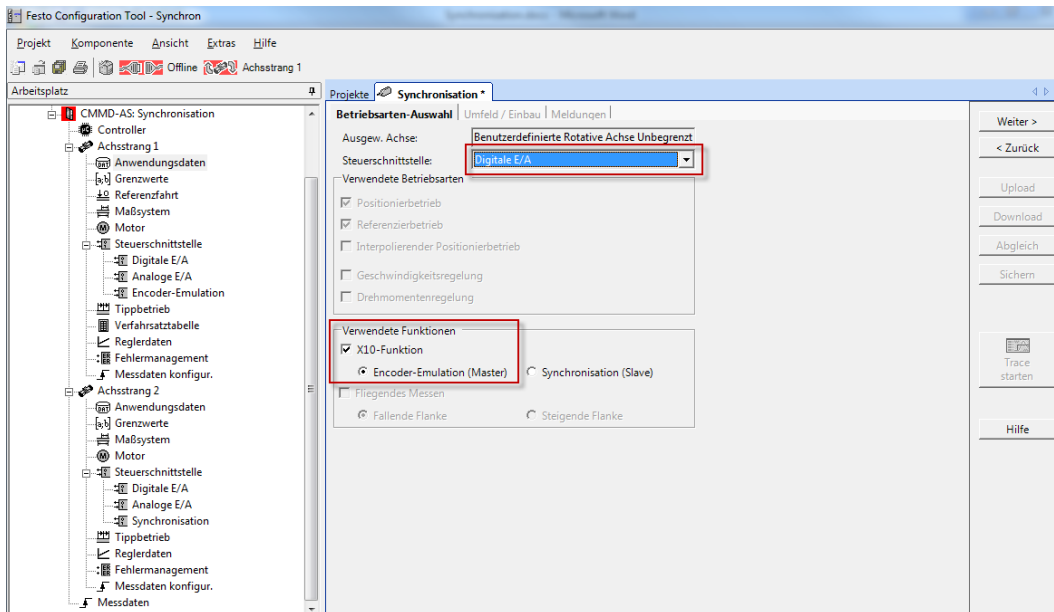 Festo Configuration Tool - Synchron
Projekt Komponente Ansicht Extras Hilfe
Offline Achsstrang 1
Arbeitsplatz
CMMD-AS: Synchronisation
Controller
Achsstrang 1
Anwendungsdaten
Grenzwerte
Referenzfahrt
Maßsystem
Motor
Steuerschnittstelle
Digitale E/A
Analoge E/A
Encoder-Emulation
Tippbetrieb
Verfahrsatztabelle
Reglerdaten
Fehlermanagement
Messdaten konfigur.
Achsstrang 2
Anwendungsdaten
Grenzwerte
Maßsystem
Motor
Steuerschnittstelle
Digitale E/A
Analoge E/A
Synchronisation
Tippbetrieb
Reglerdaten
Fehlermanagement
Messdaten konfigur.
Messdaten
Projekte Synchronisation *
Betriebsarten-Auswahl Umfeld / Einbau Meldungen
Ausgew. Achse: Benutzerdefinierte Rotative Achse Unbegrenzt
Steuerschnittstelle: Digitale E/A
Verwendete Betriebsarten
Positionierbetrieb
Referenzierbetrieb
Interpolierender Positionierbetrieb
Geschwindigkeitsregelung
Drehmomentenregelung
Verwendete Funktionen
X10-Funktion
Encoder-Emulation (Master) Synchronisation (Slave)
Fliegendes Messen
Fallende Flanke Steigende Flanke
Weiter >
< Zurück
Upload
Download
Abgleich
Sichern
Trace
starten
Hilfe